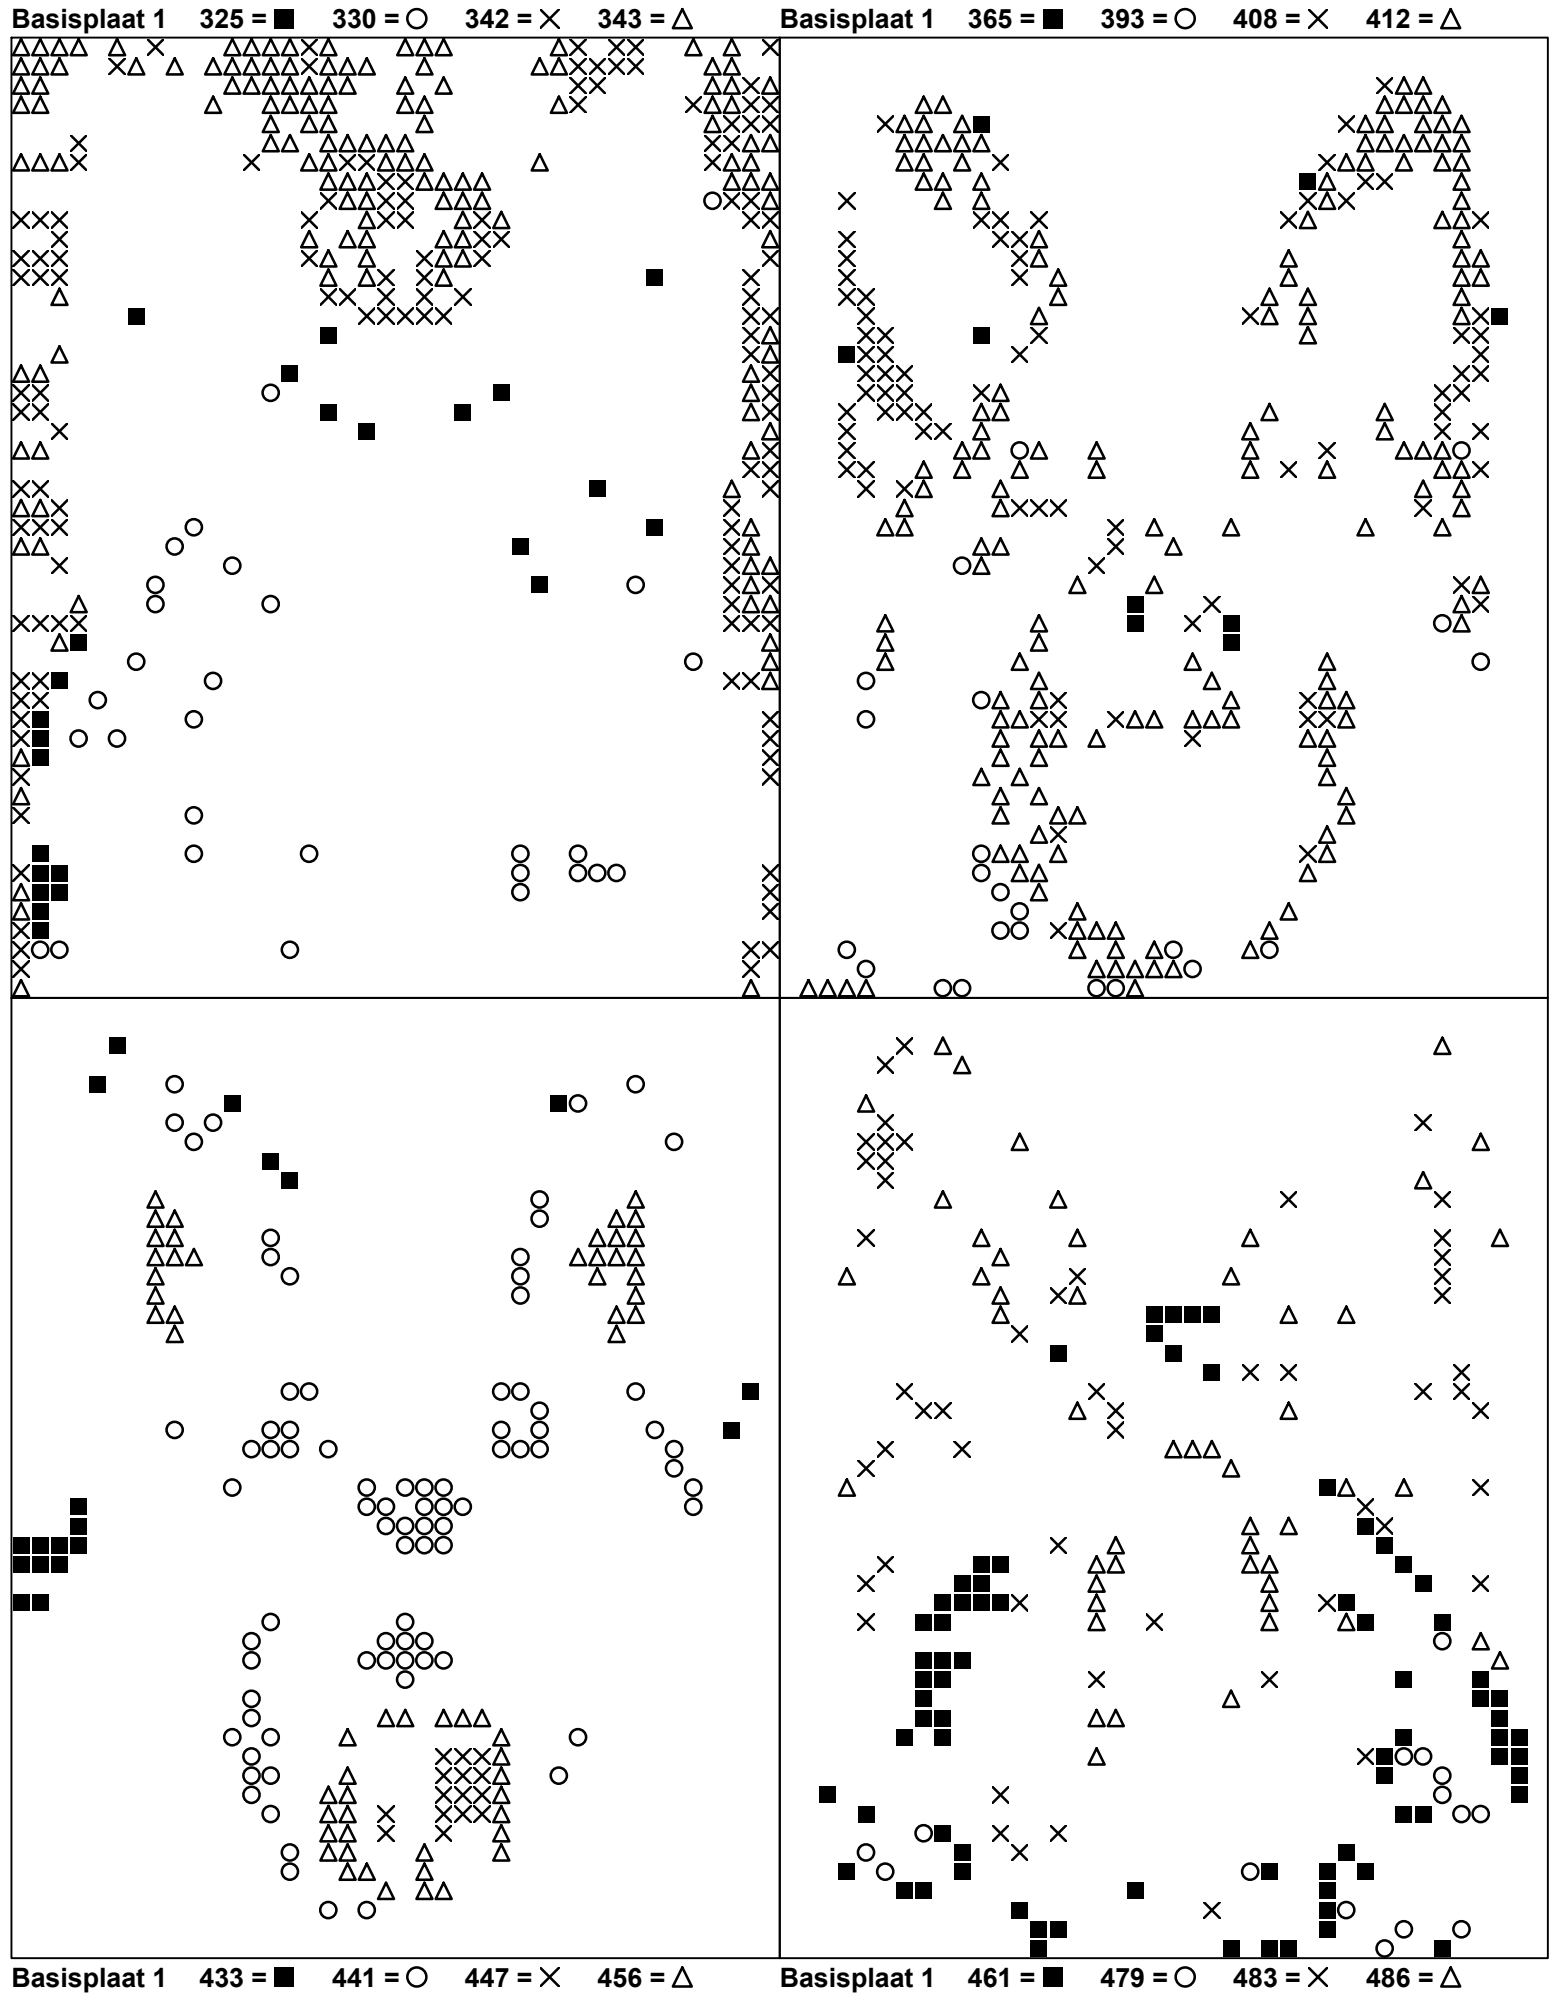 Basisplaat 1 325 = ■ 330 = ○ 342 = × 343 = △
Basisplaat 1 365 = ■ 393 = ○ 408 = × 412 = △
Basisplaat 1 433 = ■ 441 = ○ 447 = × 456 = △
Basisplaat 1 461 = ■ 479 = ○ 483 = × 486 = △